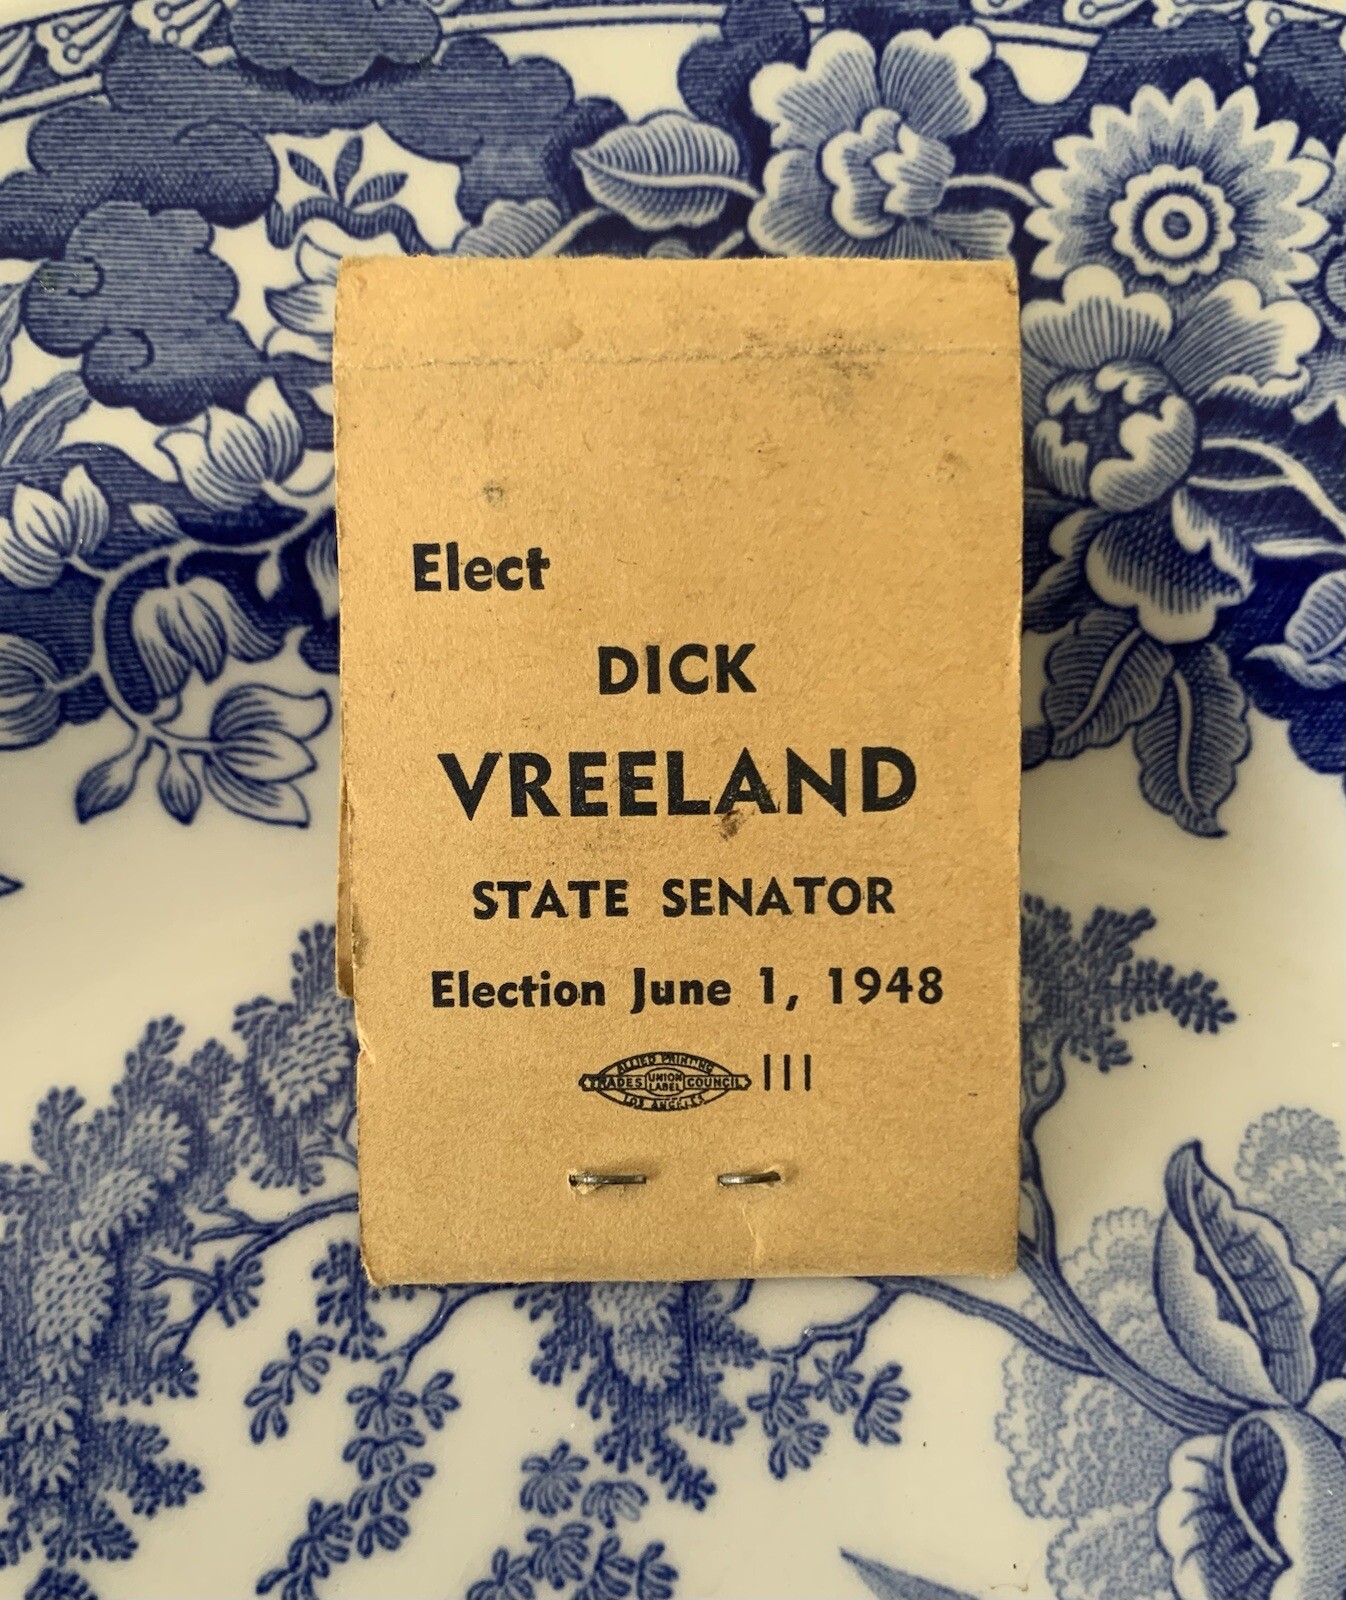 Elect
DICK
VREELAND
STATE SENATOR
Election June 1, 1948
ALLIED PRINTING
TRADES UNION LABEL COUNCIL 111
LOS ANGELES